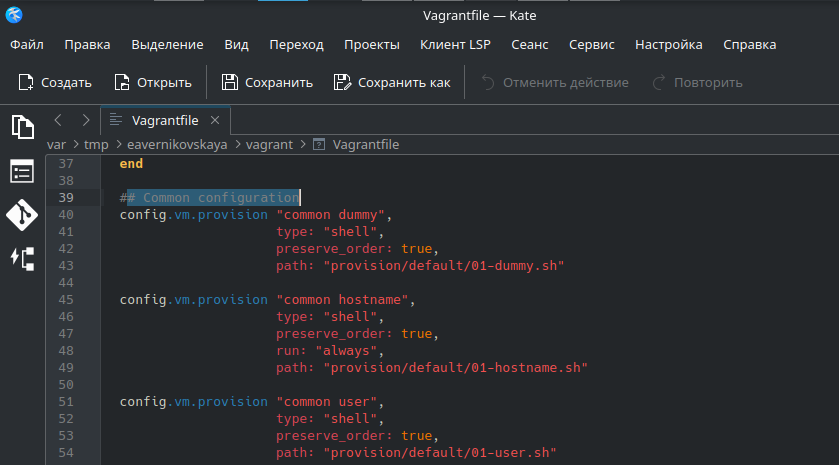 Vagrantfile — Kate
Файл Правка Выделение Вид Переход Проекты Клиент LSP Сеанс Сервис Настройка Справка
Создать Открыть Сохранить Сохранить как Отменить действие Повторить
Vagrantfile
var > tmp > eavernikovskaya > vagrant > Vagrantfile
37 end
38
39 ## Common configuration
40 config.vm.provision "common dummy",
41 type: "shell",
42 preserve_order: true,
43 path: "provision/default/01-dummy.sh"
44
45 config.vm.provision "common hostname",
46 type: "shell",
47 preserve_order: true,
48 run: "always",
49 path: "provision/default/01-hostname.sh"
50
51 config.vm.provision "common user",
52 type: "shell",
53 preserve_order: true,
54 path: "provision/default/01-user.sh"